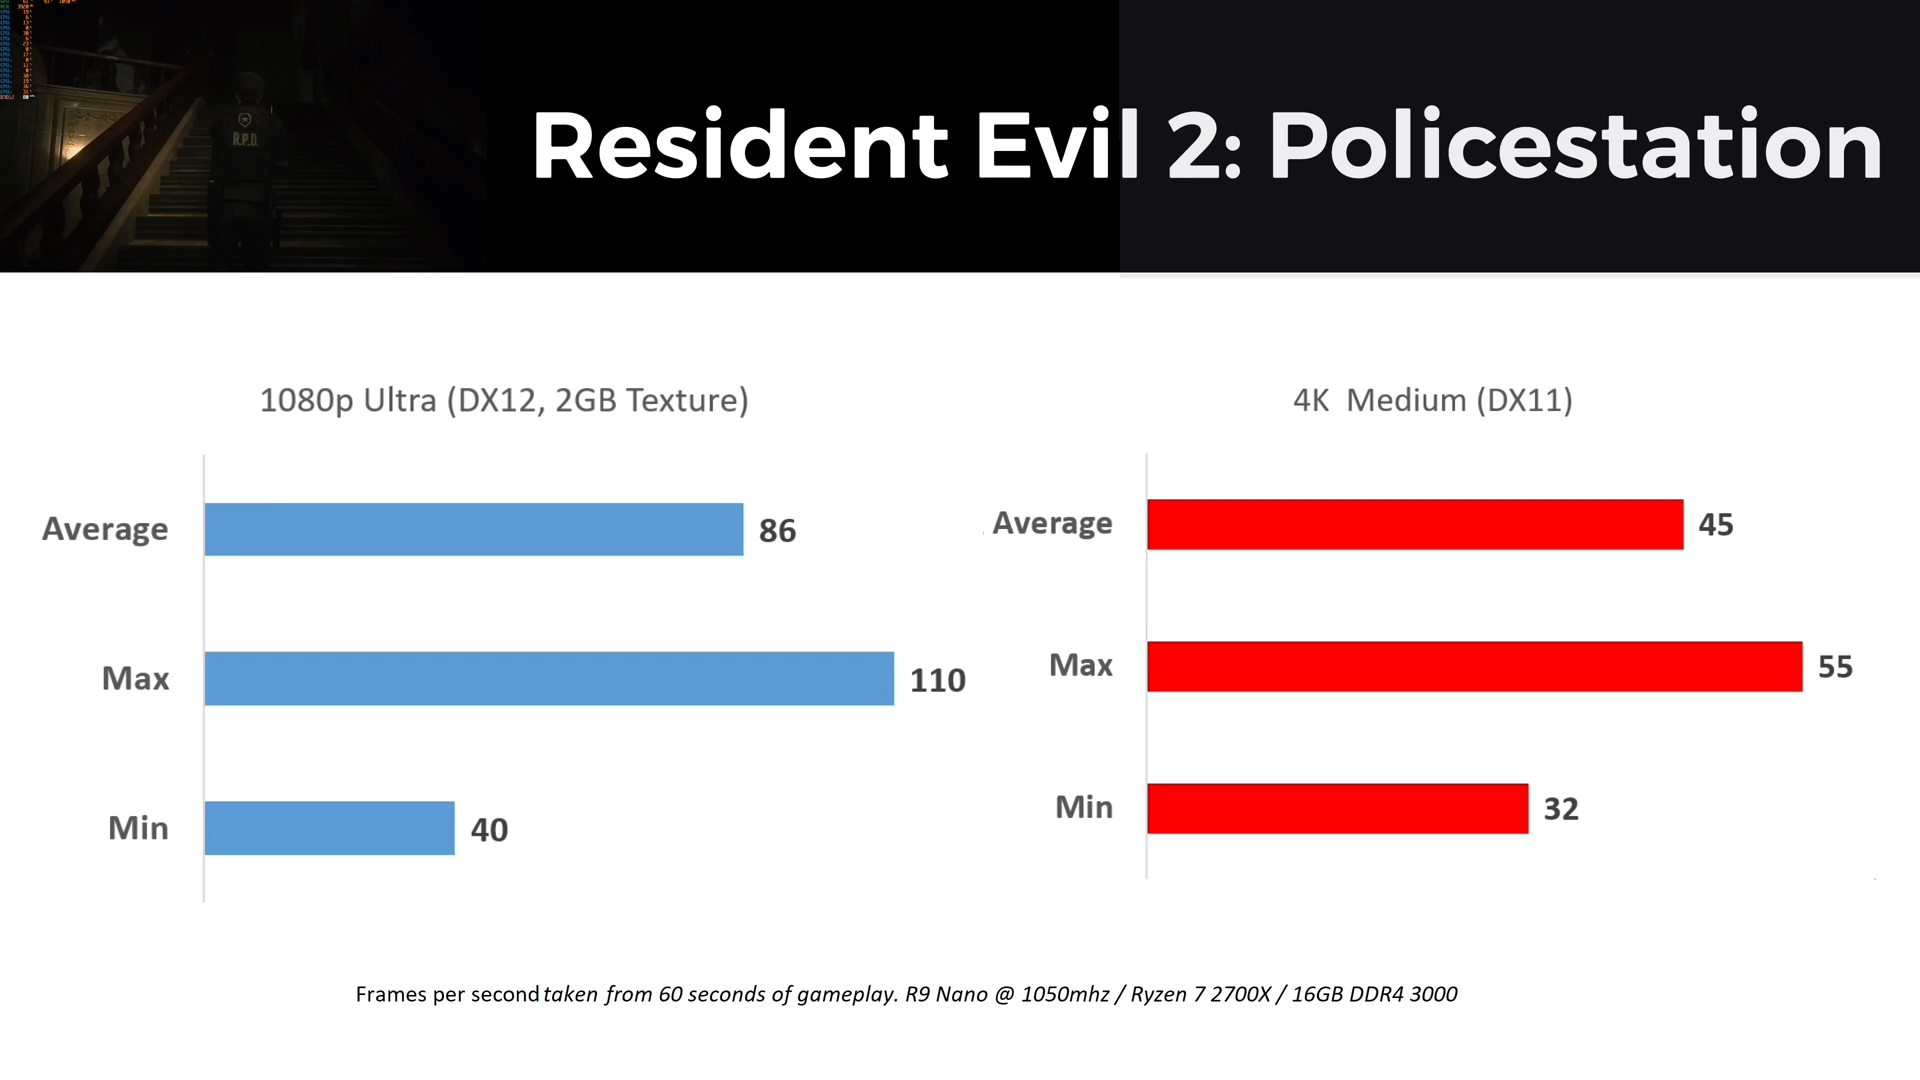 R.P.D.
Resident Evil 2: Policestation
1080p Ultra (DX12, 2GB Texture)
Average 86
Max 110
Min 40
4K Medium (DX11)
Average 45
Max 55
Min 32
Frames per second taken from 60 seconds of gameplay. R9 Nano @ 1050mhz / Ryzen 7 2700X / 16GB DDR4 3000